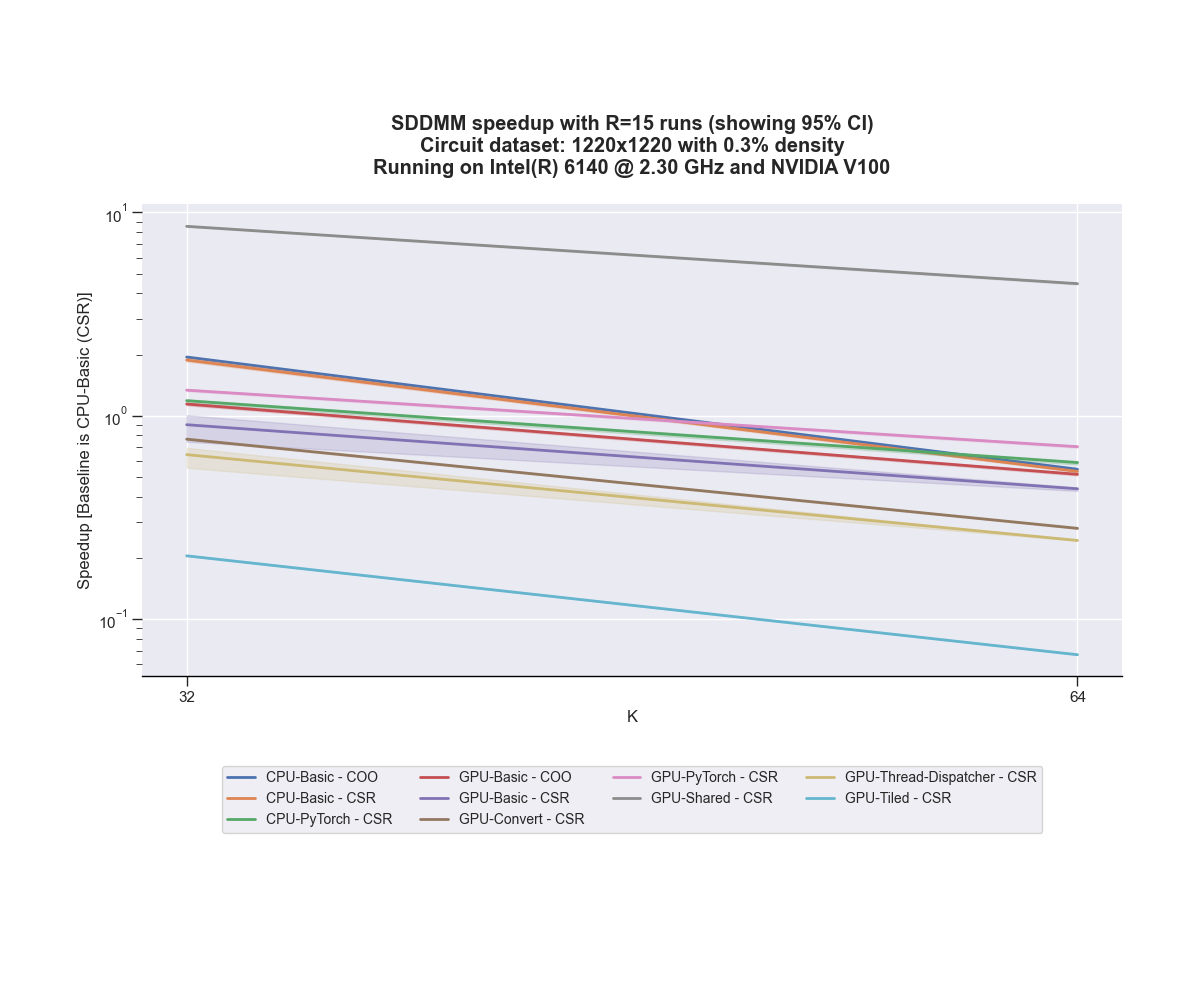 SDDMM speedup with R=15 runs (showing 95% CI)
Circuit dataset: 1220x1220 with 0.3% density
Running on Intel(R) 6140 @ 2.30 GHz and NVIDIA V100
Speedup [Baseline is CPU-Basic (CSR)]
10^1
10^0
10^−1
32
64
K
CPU-Basic - COO
CPU-Basic - CSR
CPU-PyTorch - CSR
GPU-Basic - COO
GPU-Basic - CSR
GPU-Convert - CSR
GPU-PyTorch - CSR
GPU-Shared - CSR
GPU-Thread-Dispatcher - CSR
GPU-Tiled - CSR